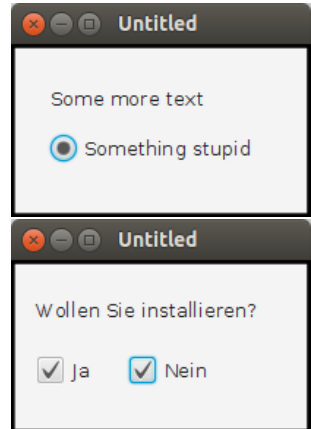 Untitled
Some more text
Something stupid
Untitled
Wollen Sie installieren?
Ja Nein